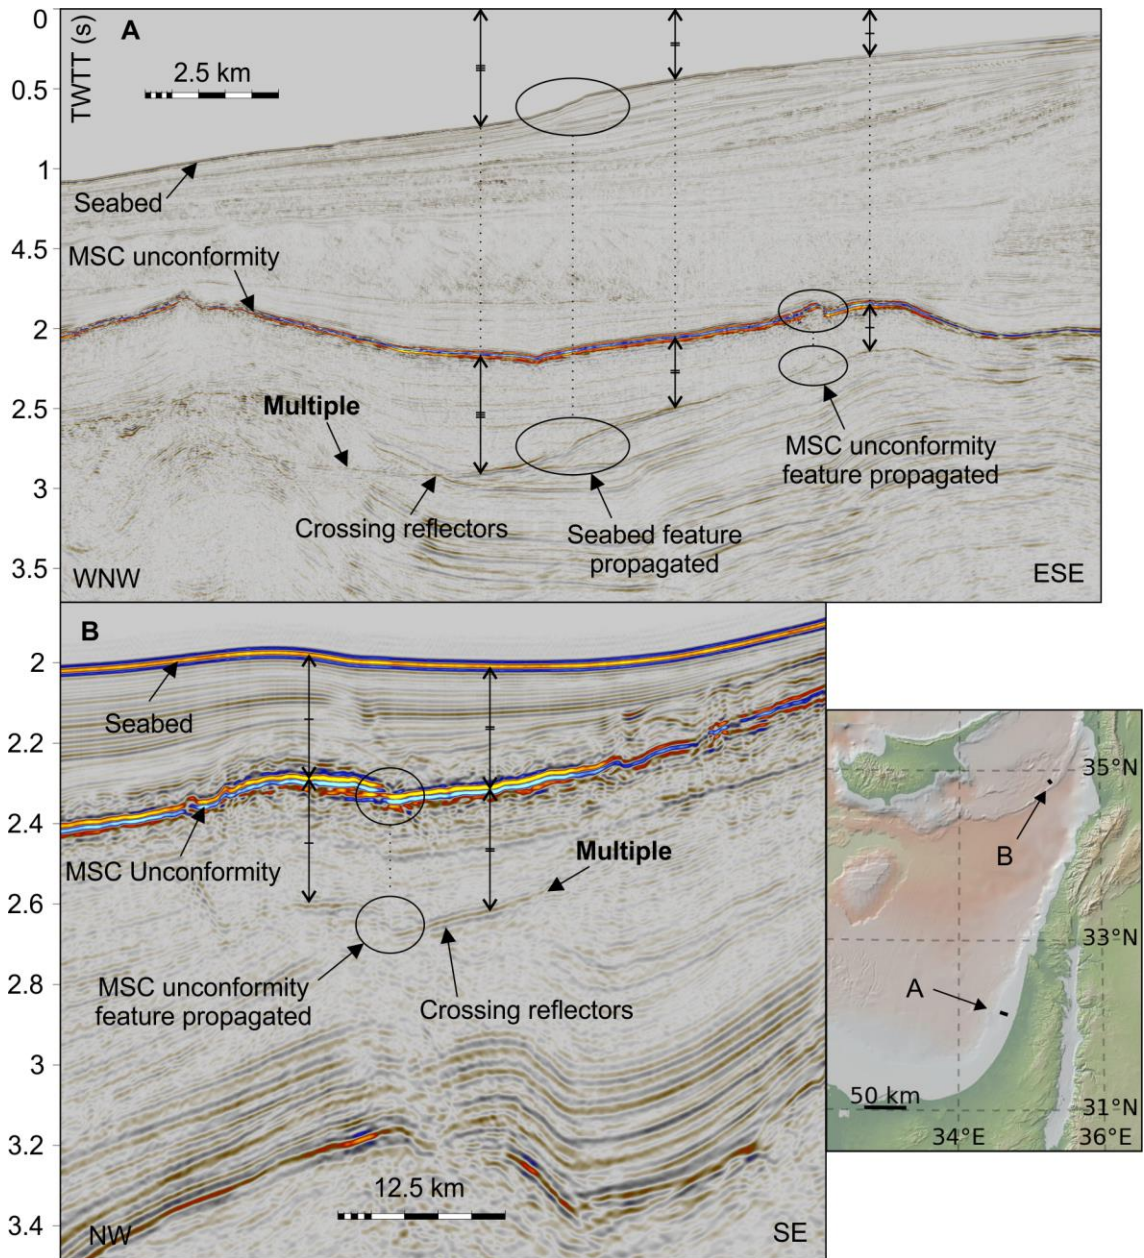 0
TWTT (s)
A
2.5 km
0.5
1
Seabed
4.5
MSC unconformity
2
2.5
Multiple
MSC unconformity
feature propagated
3
Crossing reflectors
Seabed feature
propagated
3.5
WNW
ESE
B
2
Seabed
2.2
2.4
MSC Unconformity
Multiple
2.6
MSC unconformity
feature propagated
Crossing reflectors
2.8
3
3.2
12.5 km
3.4
NW
SE
35°N
B
33°N
A
50 km
31°N
34°E
36°E